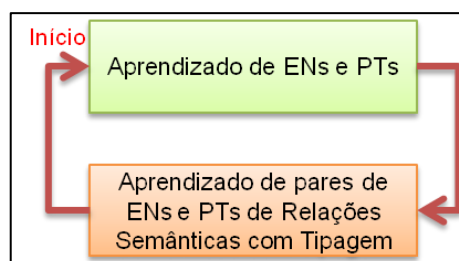 Início
Aprendizado de ENs e PTs
Aprendizado de pares de
ENs e PTs de Relações
Semânticas com Tipagem